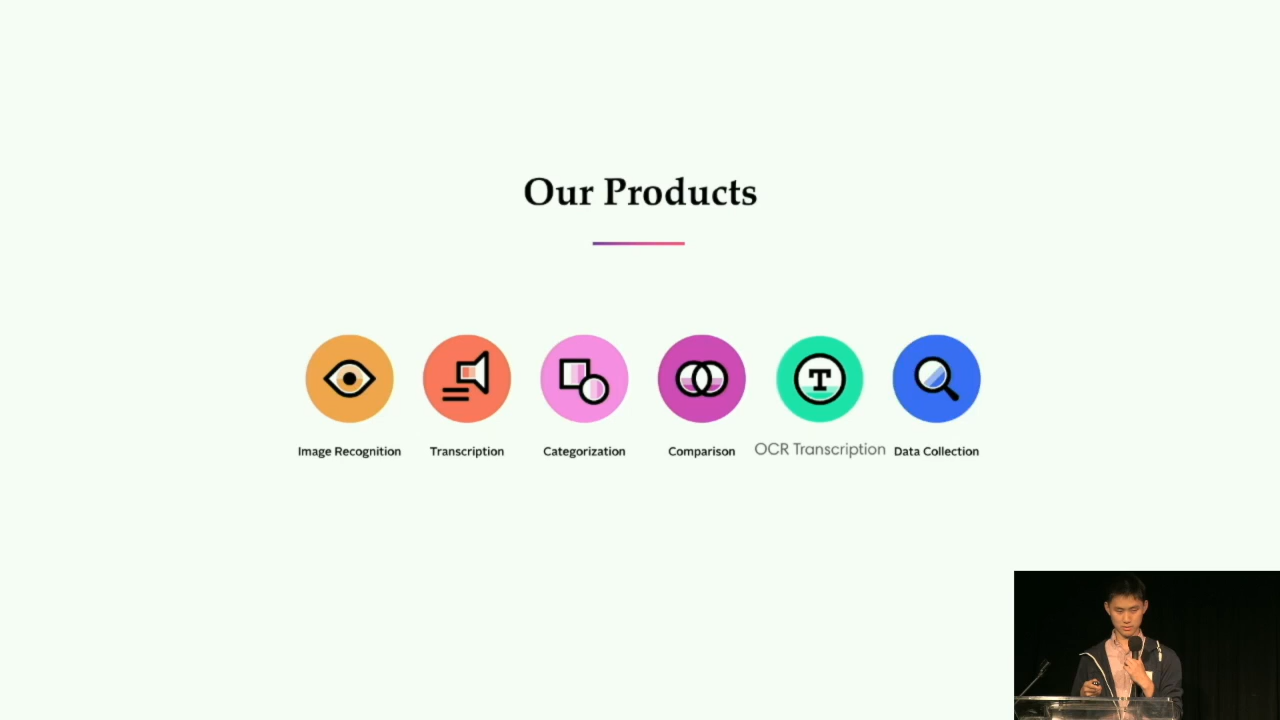 Our Products
Image Recognition
Transcription
Categorization
Comparison
T
OCR Transcription
Data Collection